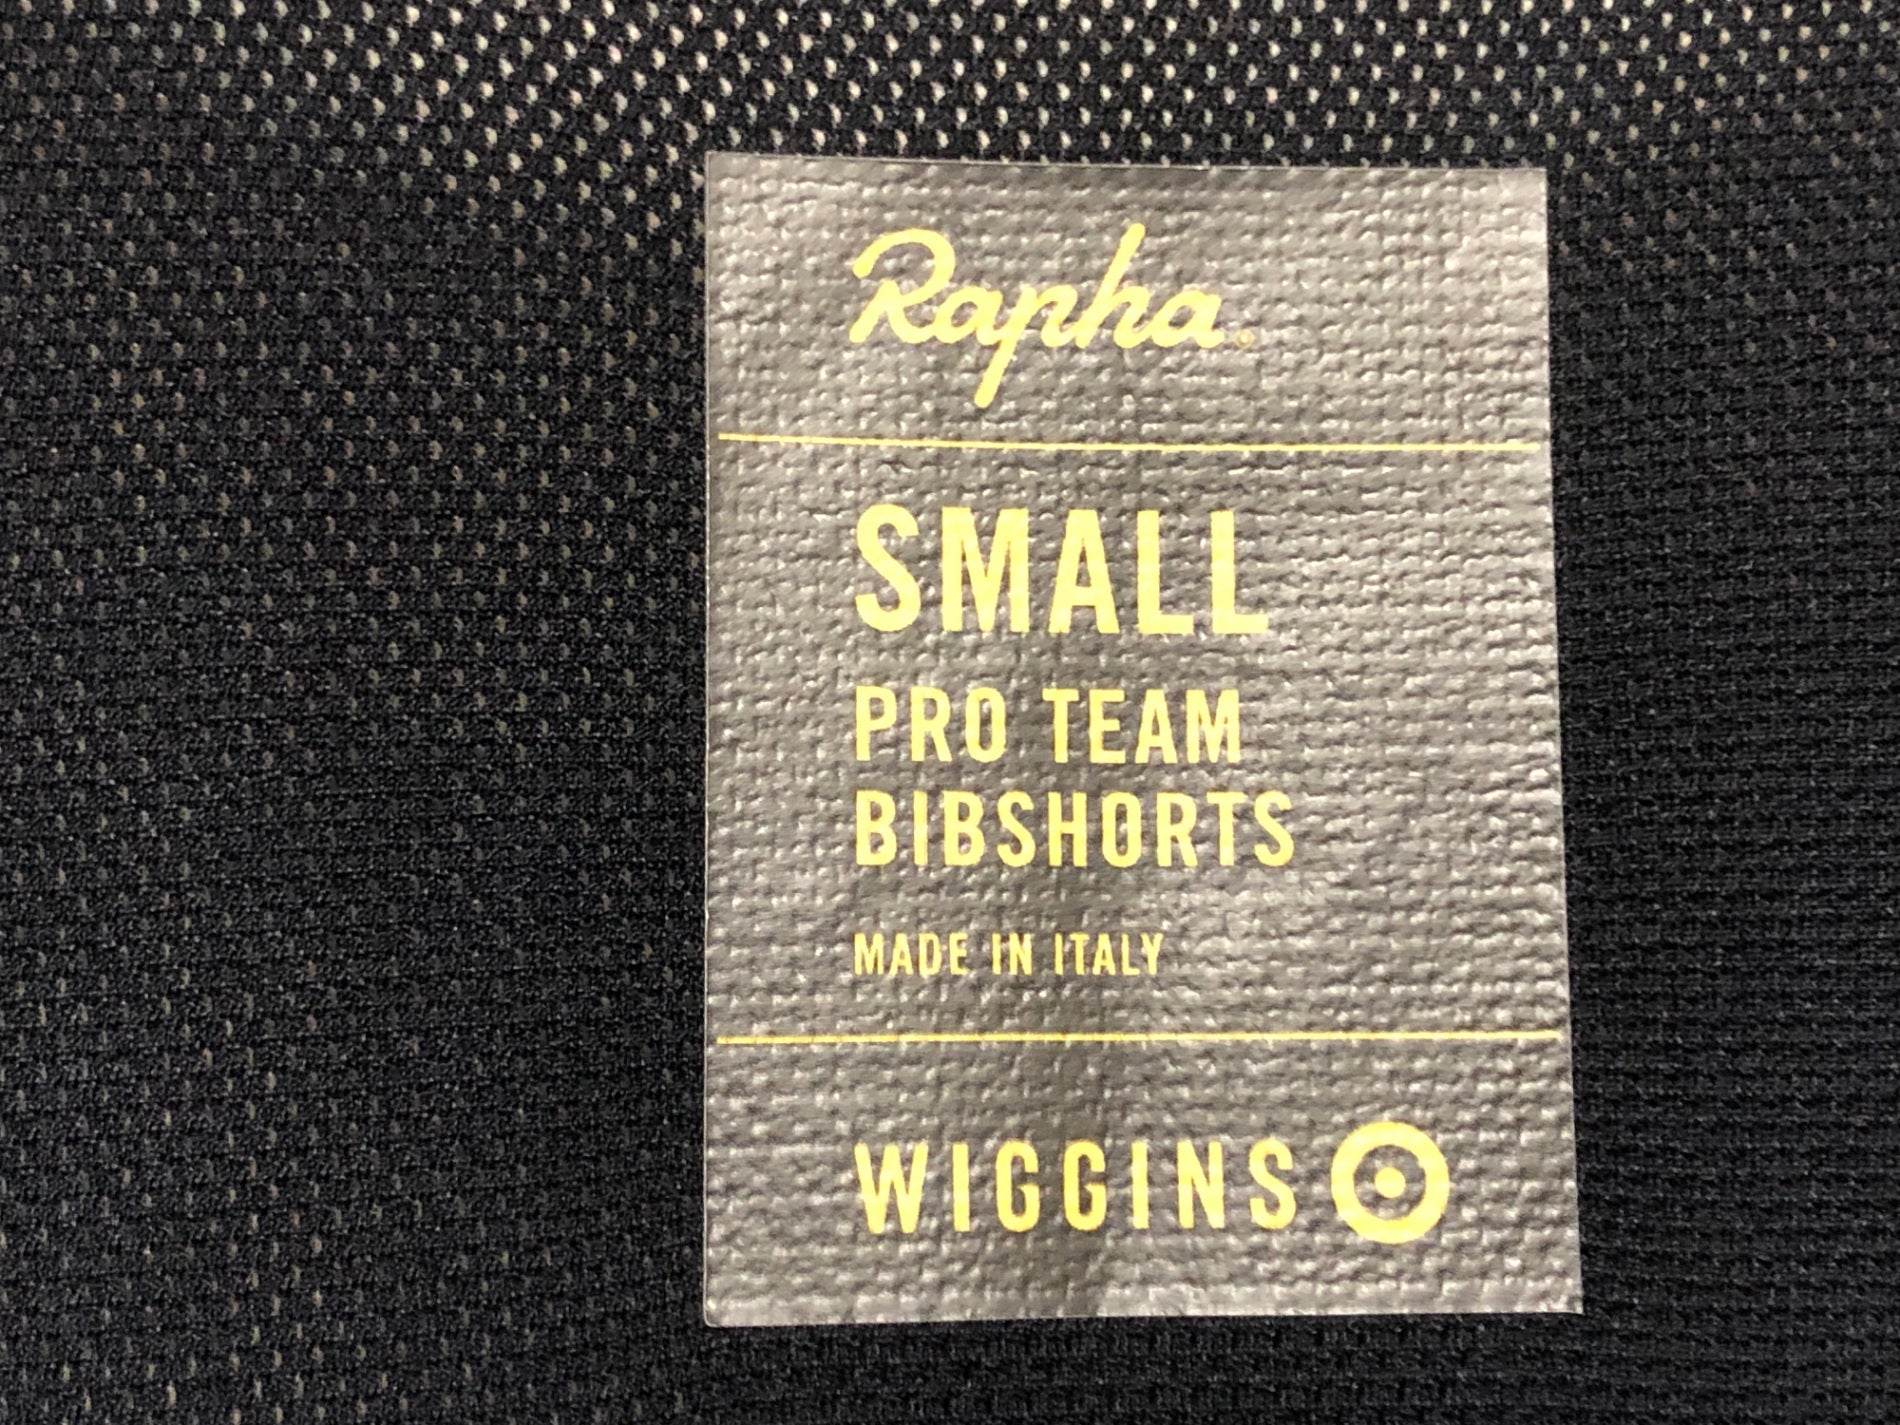 Rapha
SMALL
PRO TEAM
BIBSHORTS
MADE IN ITALY
WIGGINS